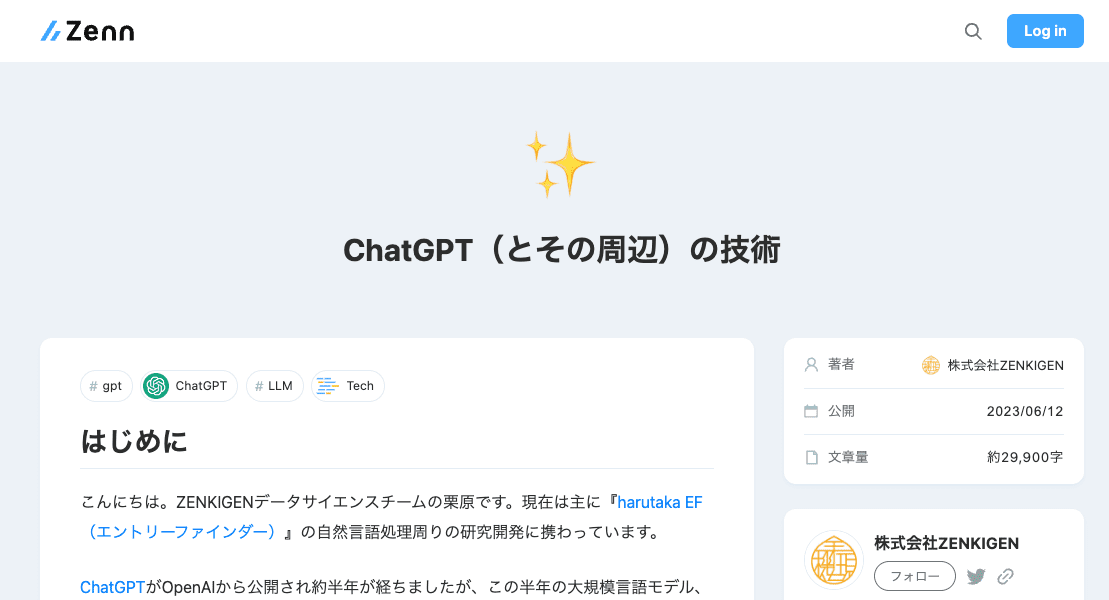 Zenn
Log in
ChatGPT（とその周辺）の技術
# gpt
ChatGPT
# LLM
Tech
はじめに
こんにちは。ZENKIGENデータサイエンスチームの栗原です。現在は主に『harutaka EF
（エントリーファインダー）』の自然言語処理周りの研究開発に携わっています。
ChatGPTがOpenAIから公開され約半年が経ちましたが、この半年の大規模言語モデル、
著者
株式会社ZENKIGEN
公開
2023/06/12
文章量
約29,900字
株式会社ZENKIGEN
フォロー